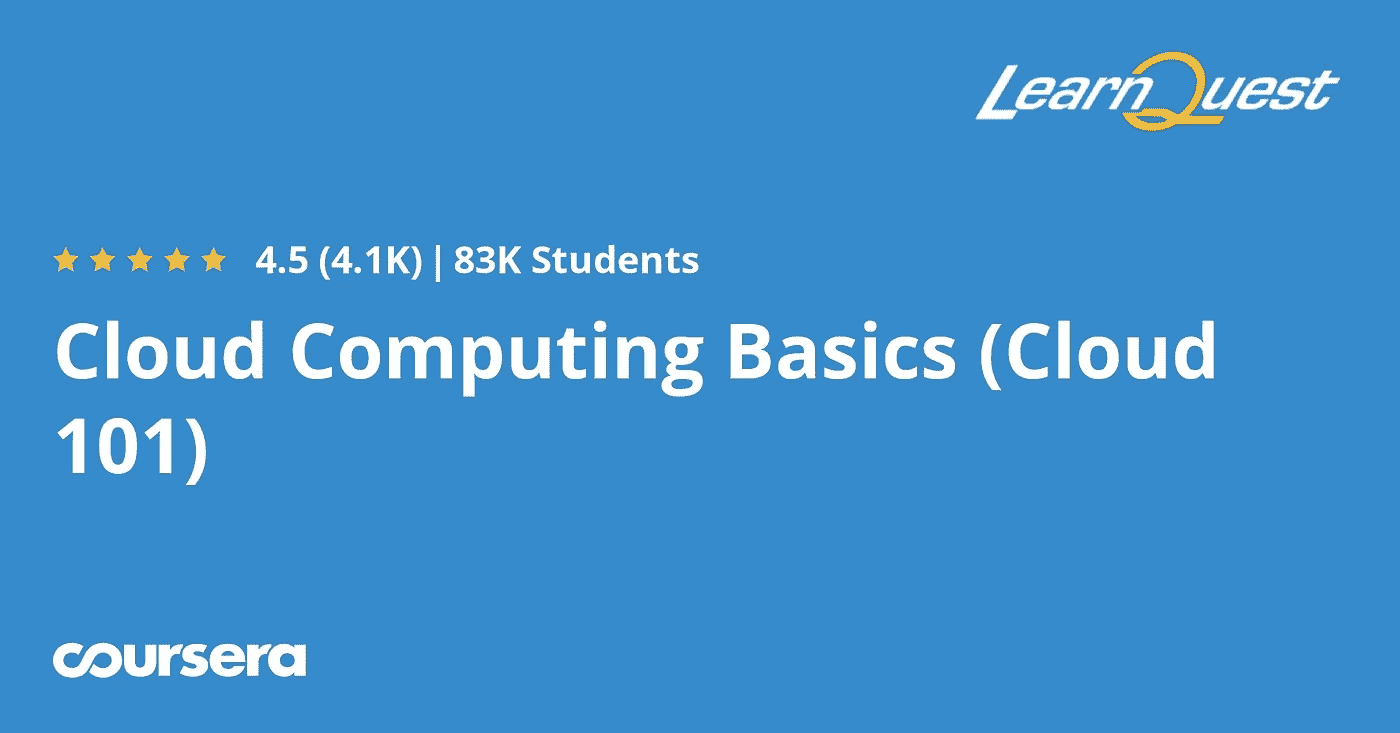 LearnQuest
4.5 (4.1K) | 83K Students
Cloud Computing Basics (Cloud
101)
coursera